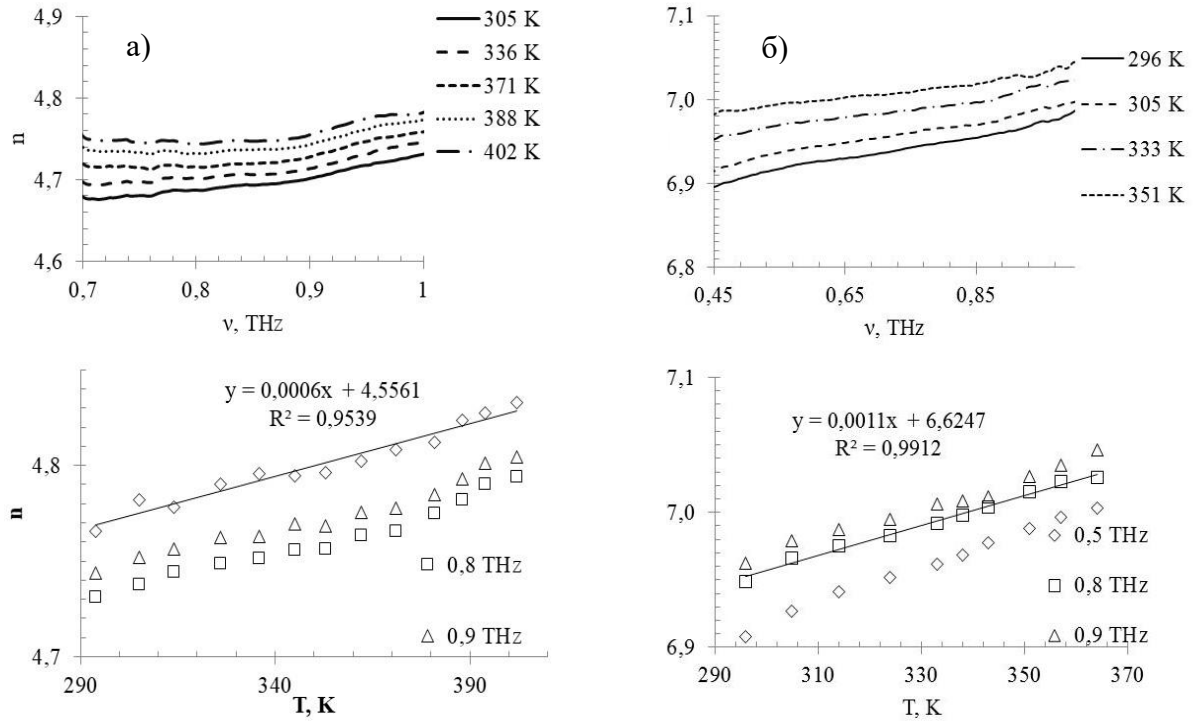 а)
4,9
4,8
4,7
4,6
n
0,7
0,8
0,9
1
ν, THz
305 K
336 K
371 K
388 K
402 K
б)
7,1
7,0
6,9
6,8
0,45
0,65
0,85
ν, THz
296 K
305 K
333 K
351 K
y = 0,0006x + 4,5561
R² = 0,9539
4,8
4,7
n
290
340
390
T, K
0,8 THz
0,9 THz
7,1
7,0
6,9
y = 0,0011x + 6,6247
R² = 0,9912
0,5 THz
0,8 THz
0,9 THz
290
310
330
350
370
T, K